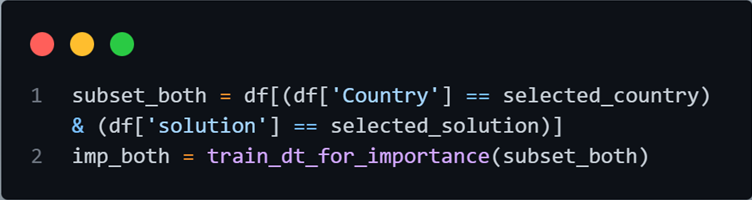 1 subset_both = df[(df['Country'] == selected_country)
& (df['solution'] == selected_solution)]
2 imp_both = train_dt_for_importance(subset_both)